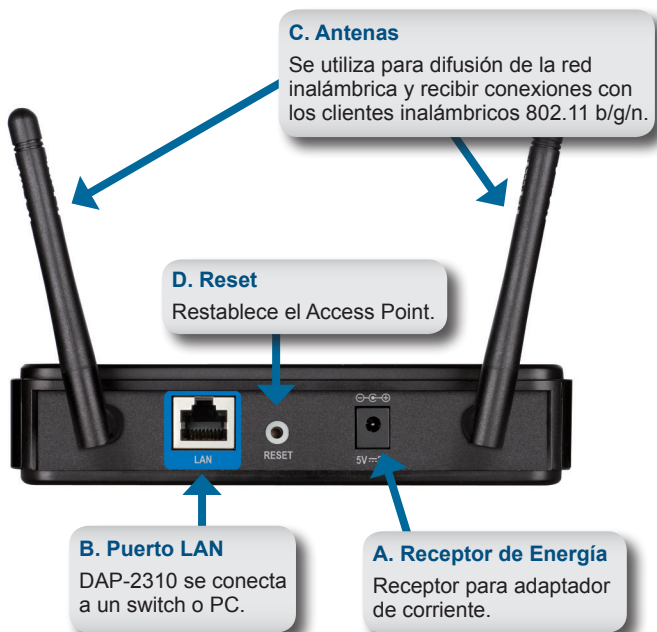 C. Antenas
Se utiliza para difusión de la red
inalámbrica y recibir conexiones con
los clientes inalámbricos 802.11 b/g/n.
D. Reset
Restablece el Access Point.
LAN
RESET
5V
B. Puerto LAN
DAP-2310 se conecta
a un switch o PC.
A. Receptor de Energía
Receptor para adaptador
de corriente.